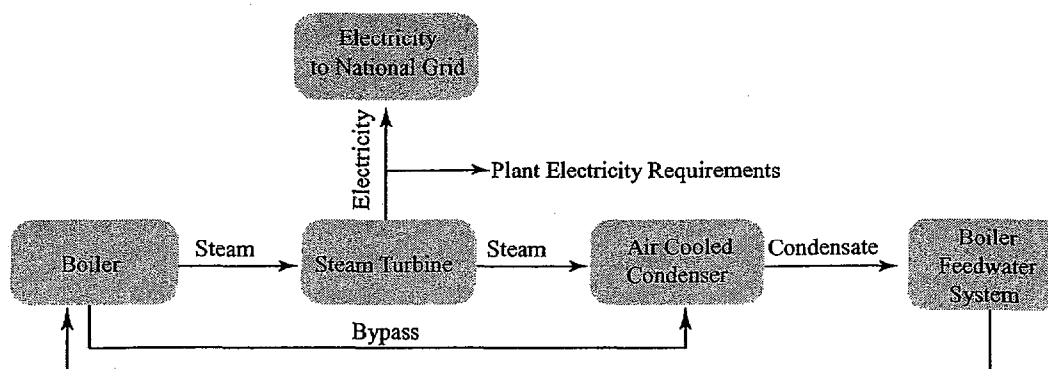 Electricity
to National Grid
Electricity
Plant Electricity Requirements
Boiler
Steam
Steam Turbine
Steam
Air Cooled
Condenser
Condensate
Boiler
Feedwater
System
Bypass